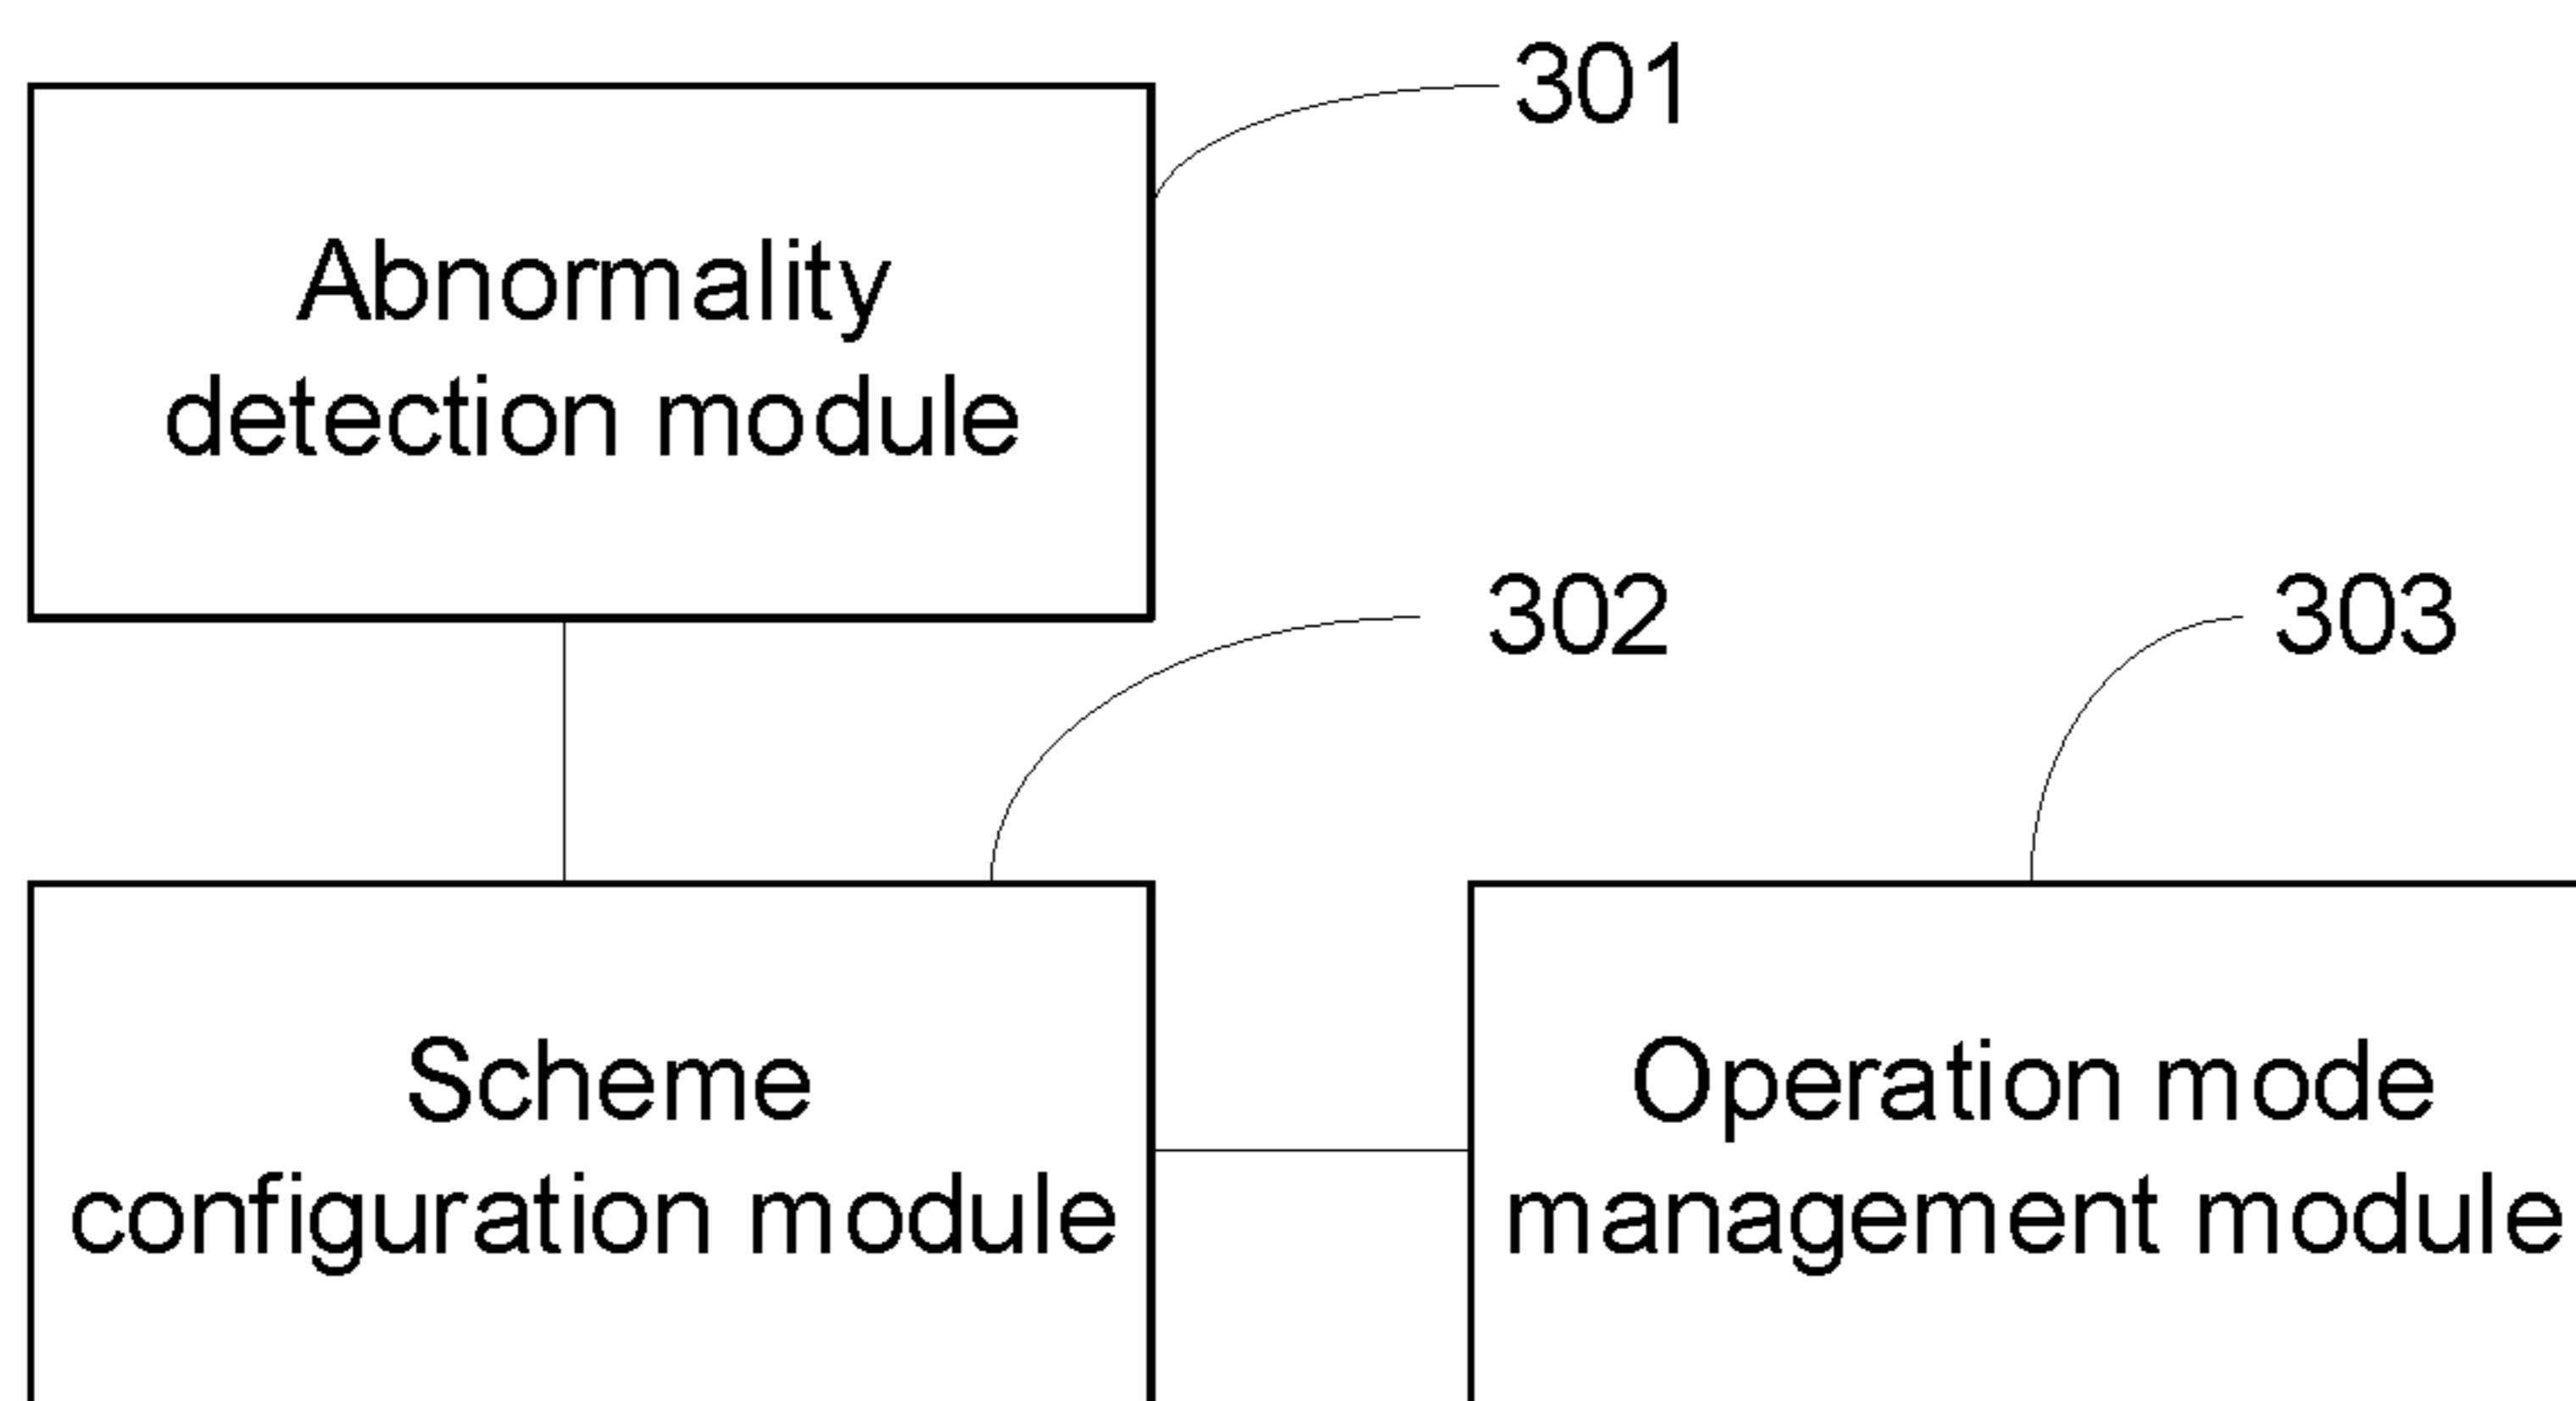 301
Abnormality
detection module
302
303
Scheme
configuration module
Operation mode
management module